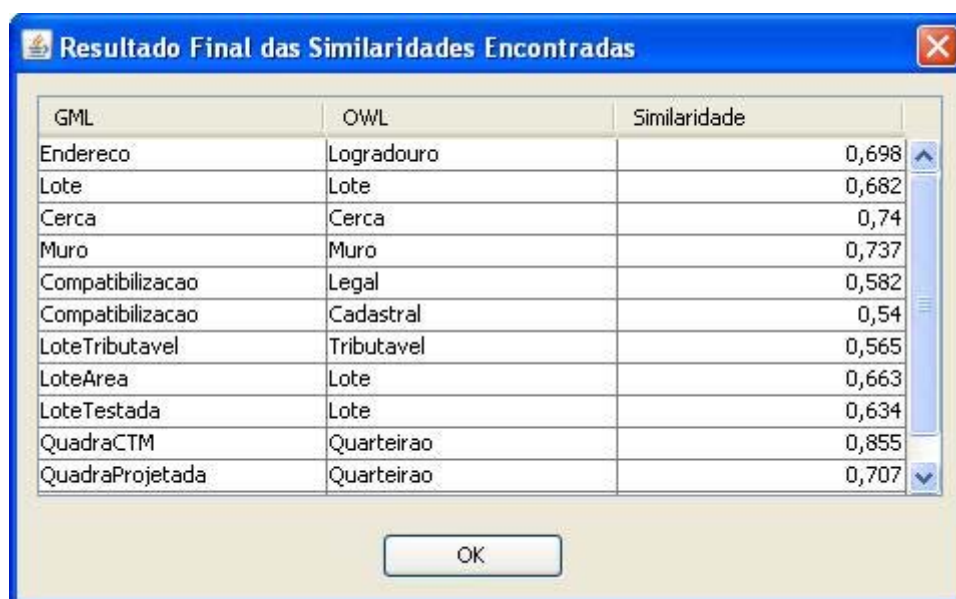 Resultado Final das Similaridades Encontradas
GML OWL Similaridade
Endereco Logradouro 0,698
Lote Lote 0,682
Cerca Cerca 0,74
Muro Muro 0,737
Compatibilizacao Legal 0,582
Compatibilizacao Cadastral 0,54
LoteTributavel Tributavel 0,565
LoteArea Lote 0,663
LoteTestada Lote 0,634
QuadraCTM Quarteirao 0,855
QuadraProjetada Quarteirao 0,707
OK